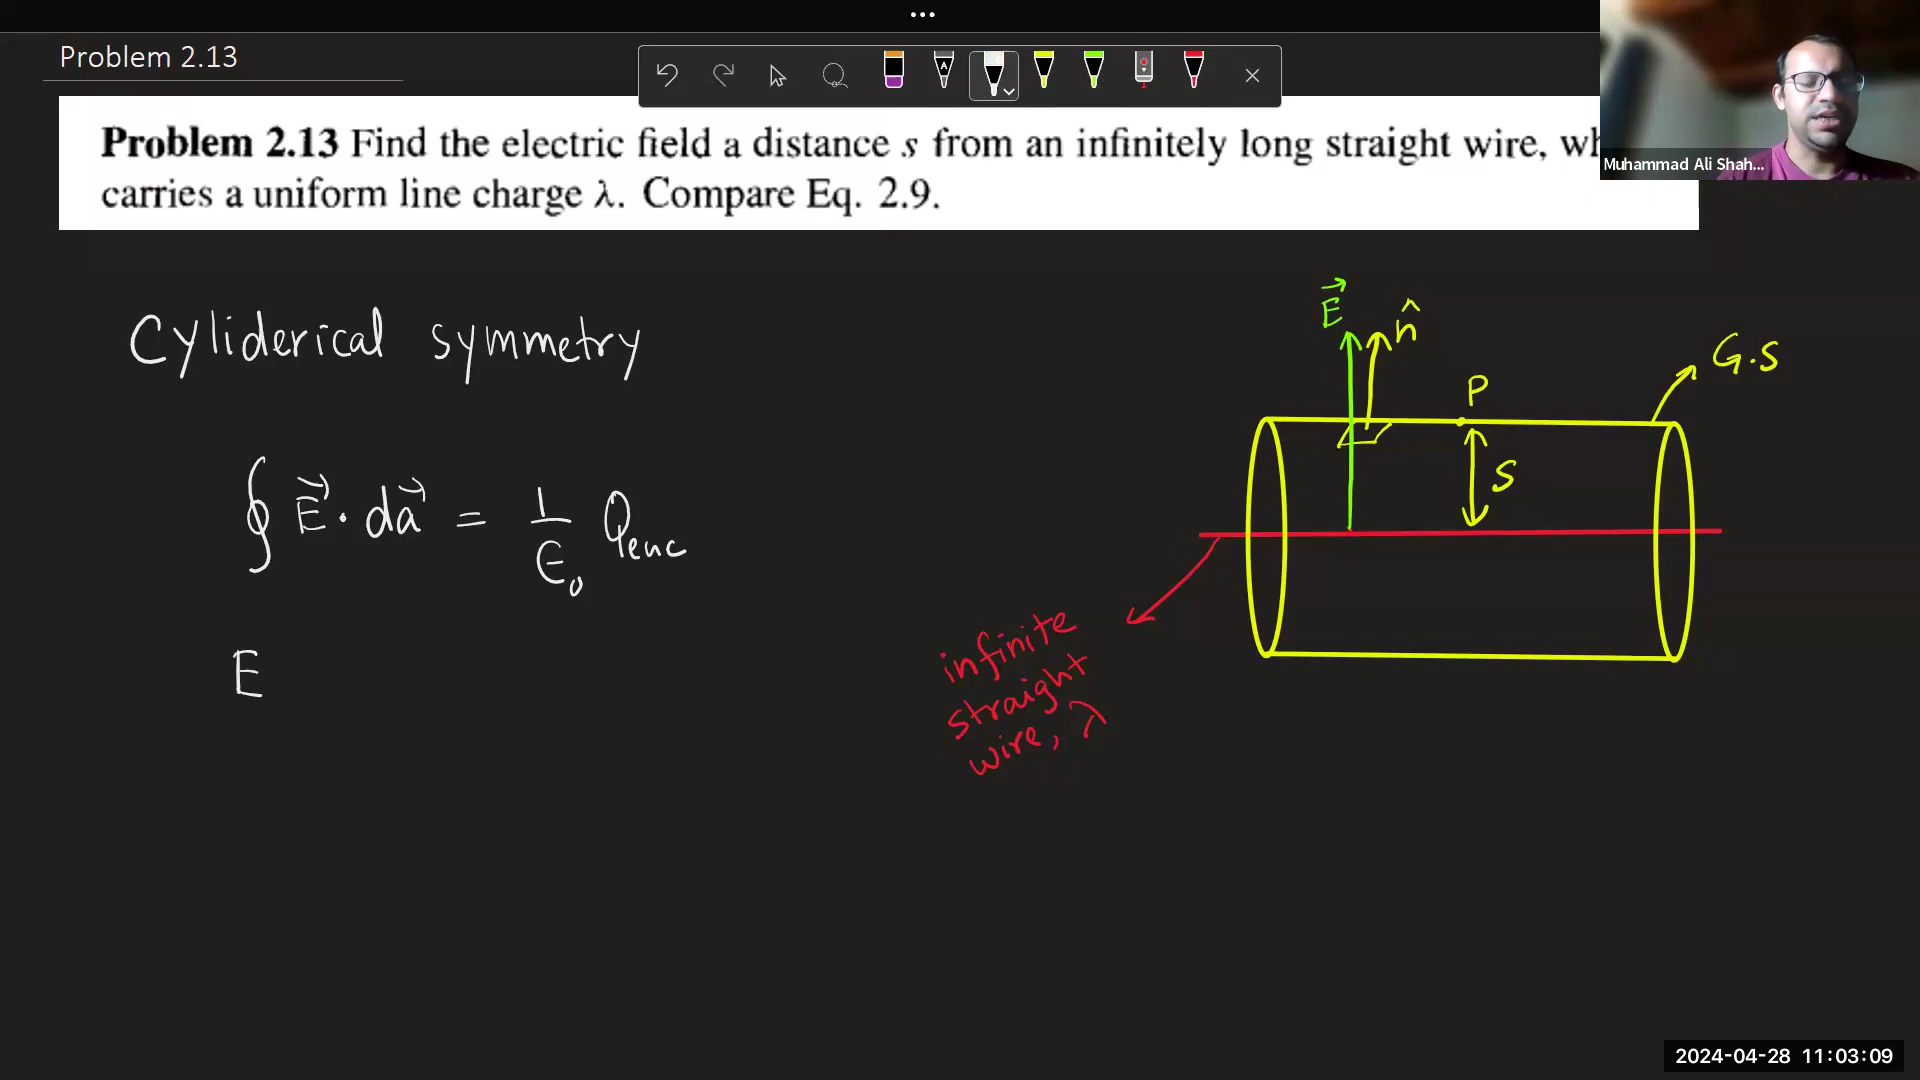 Problem 2.13
Problem 2.13 Find the electric field a distance s from an infinitely long straight wire, wh
carries a uniform line charge λ. Compare Eq. 2.9.
Muhammad Ali Shah...
Cyliderical symmetry
∮ E⃗ · da⃗ = 1/ε₀ Qenc
E
E⃗
n̂
P
G.S
S
infinite
straight
wire, λ
2024-04-28 11:03:09